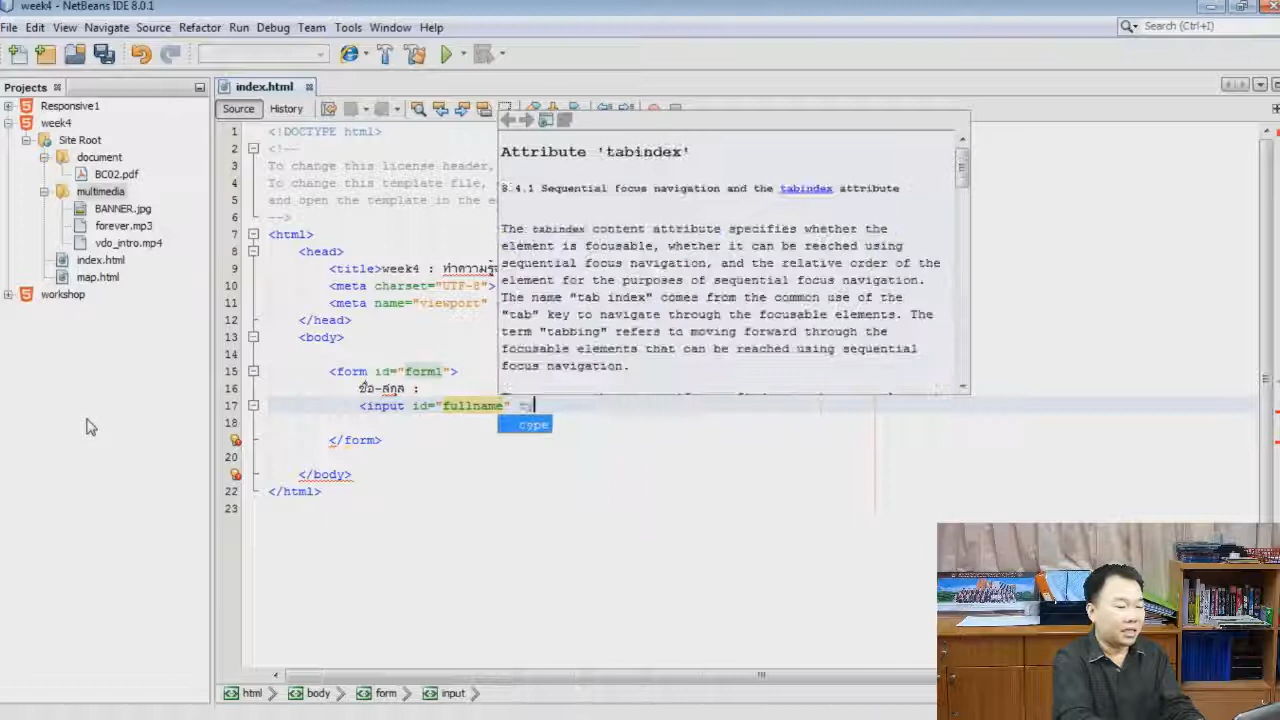 week4 - NetBeans IDE 8.0.1
File Edit View Navigate Source Refactor Run Debug Team Tools Window Help
Search (Ctrl+I)
Projects
index.html
Responsive1
week4
Site Root
document
BC02.pdf
multimedia
BANNER.jpg
forever.mp3
vdo_intro.mp4
index.html
map.html
workshop
Source History
1 <!DOCTYPE html>
2 <!--
3 To change this license header,
4 To change this template file,
5 and open the template in the e
6 -->
7 <html>
8 <head>
9 <title>week4 : ทำความรู้
10 <meta charset="UTF-8">
11 <meta name="viewport"
12 </head>
13 <body>
14
15 <form id="form1">
16 ชื่อ-สกุล :
17 <input id="fullname"
18
</form>
20
</body>
22 </html>
23
Attribute 'tabindex'
8.4.1 Sequential focus navigation and the tabindex attribute
The tabindex content attribute specifies whether the
element is focusable, whether it can be reached using
sequential focus navigation, and the relative order of the
element for the purposes of sequential focus navigation.
The name "tab index" comes from the common use of the
"tab" key to navigate through the focusable elements. The
term "tabbing" refers to moving forward through the
focusable elements that can be reached using sequential
focus navigation.
html body form input